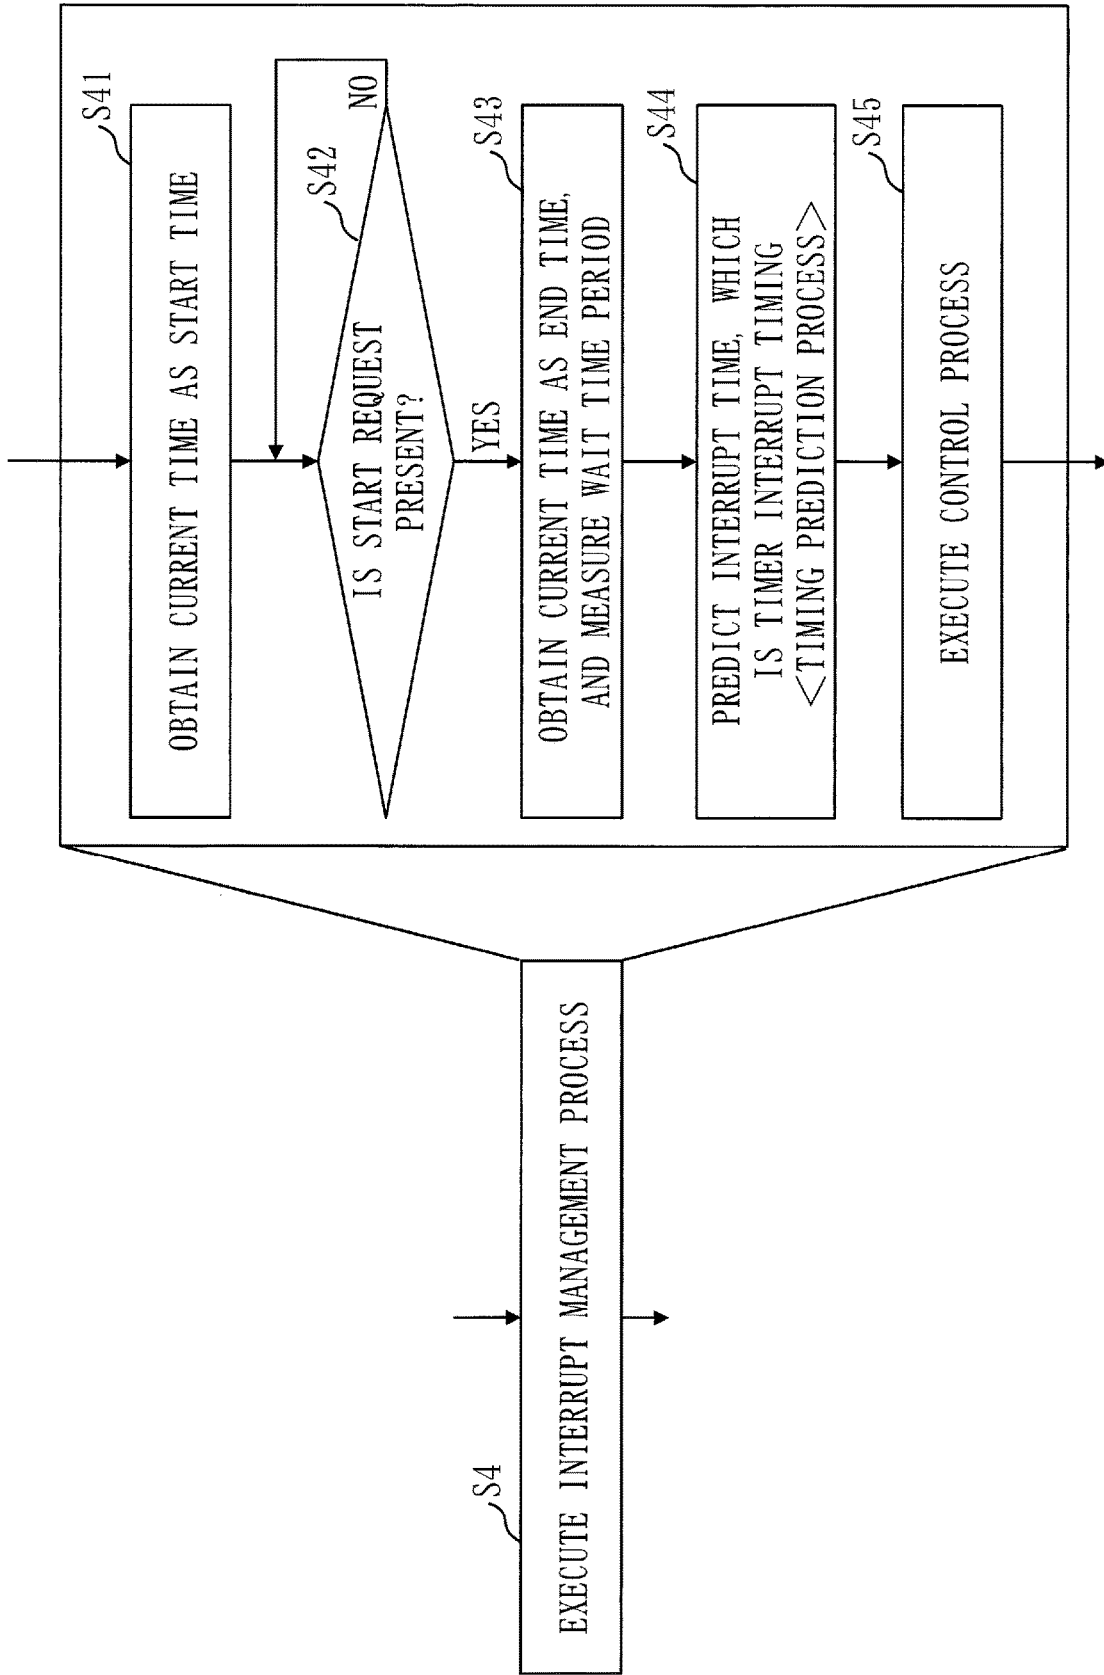 S4
EXECUTE INTERRUPT MANAGEMENT PROCESS
S41
OBTAIN CURRENT TIME AS START TIME
S42
IS START REQUEST
PRESENT?
NO
YES
S43
OBTAIN CURRENT TIME AS END TIME,
AND MEASURE WAIT TIME PERIOD
S44
PREDICT INTERRUPT TIME, WHICH
IS TIMER INTERRUPT TIMING
<TIMING PREDICTION PROCESS>
S45
EXECUTE CONTROL PROCESS